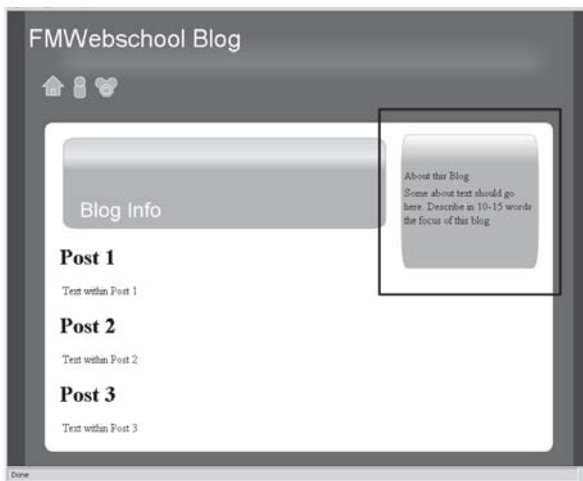 FMWebschool Blog
Blog Info
About this Blog
Some about text should go
here. Describe in 10-15 words
the focus of this blog
Post 1
Text within Post 1
Post 2
Text within Post 2
Post 3
Text within Post 3
Done